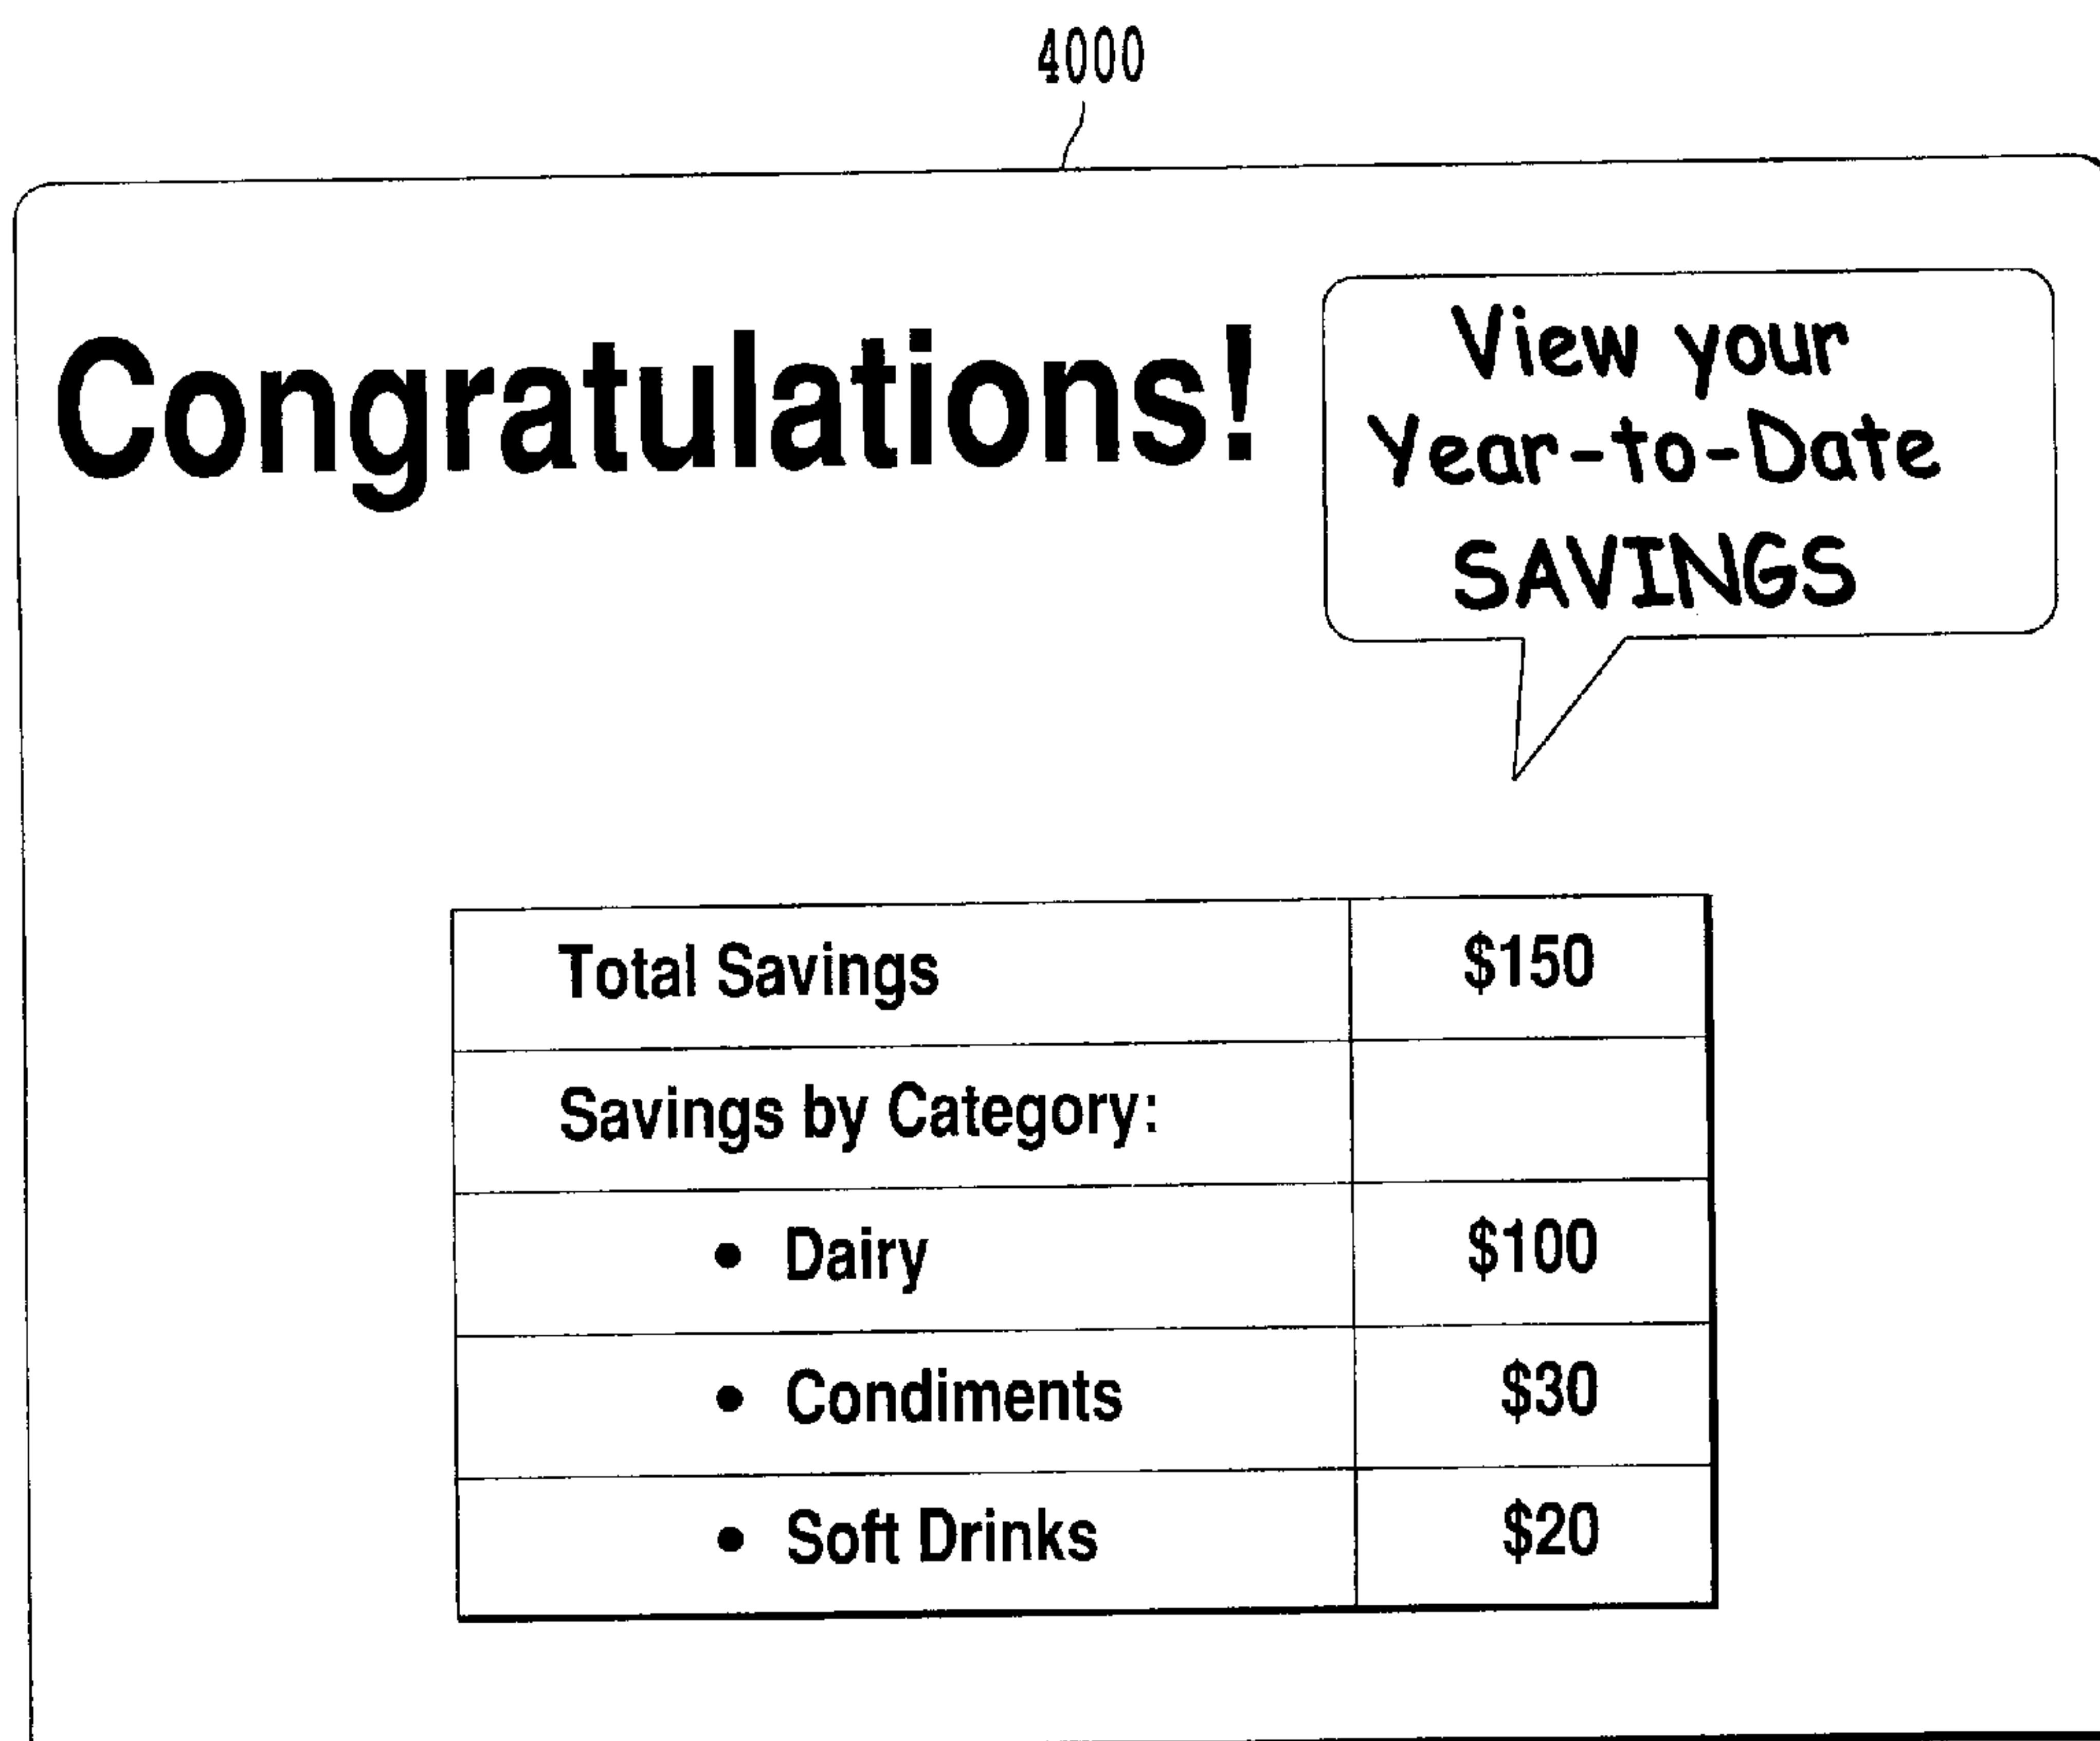 4000
Congratulations!
View your
Year-to-Date
SAVINGS
Total Savings $150
Savings by Category:
• Dairy $100
• Condiments $30
• Soft Drinks $20